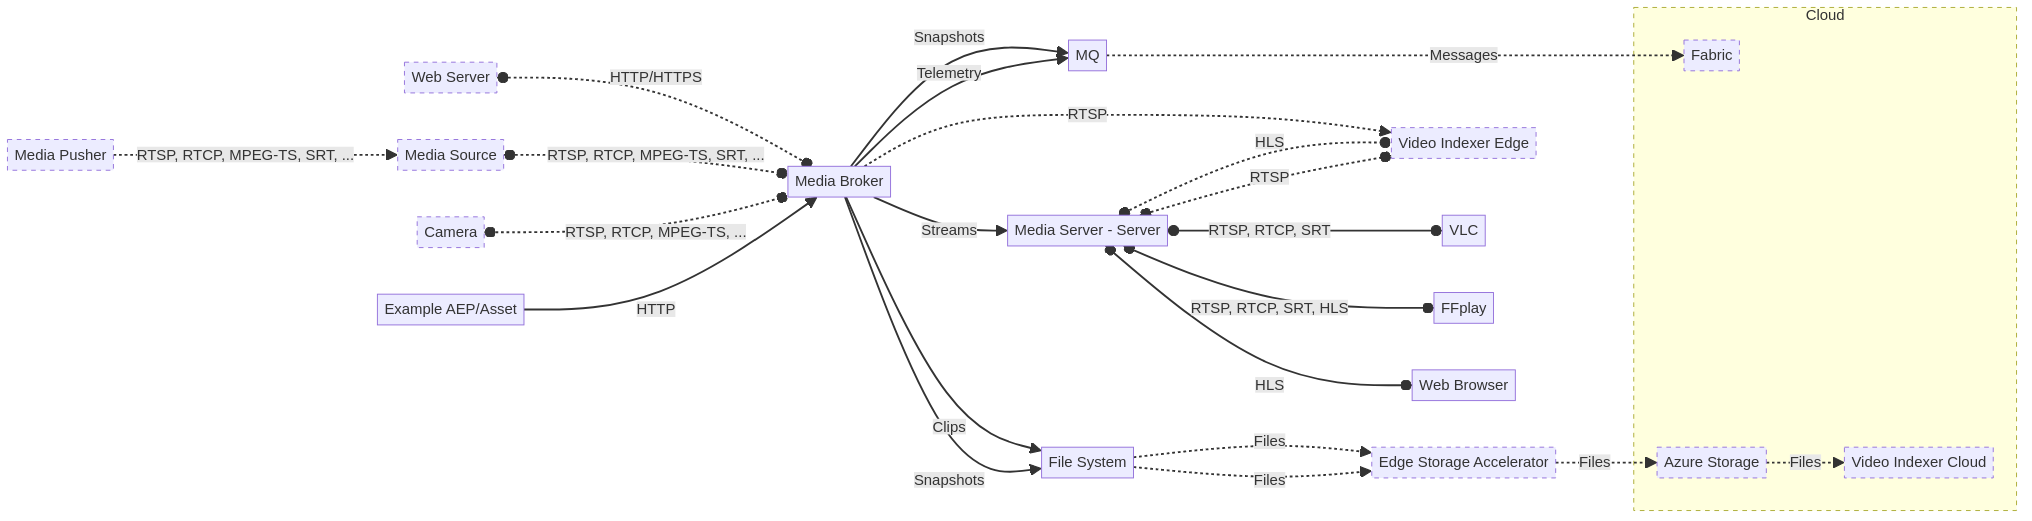 Cloud
Snapshots
MQ
Messages
Fabric
Web Server
HTTP/HTTPS
Telemetry
RTSP
Media Pusher
RTSP, RTCP, MPEG-TS, SRT, ...
Media Source
RTSP, RTCP, MPEG-TS, SRT, ...
HLS
Video Indexer Edge
Media Broker
RTSP
Camera
RTSP, RTCP, MPEG-TS, ...
Streams
Media Server - Server
RTSP, RTCP, SRT
VLC
Example AEP/Asset
HTTP
RTSP, RTCP, SRT, HLS
FFplay
HLS
Web Browser
Clips
Snapshots
File System
Files
Files
Edge Storage Accelerator
Files
Azure Storage
Files
Video Indexer Cloud